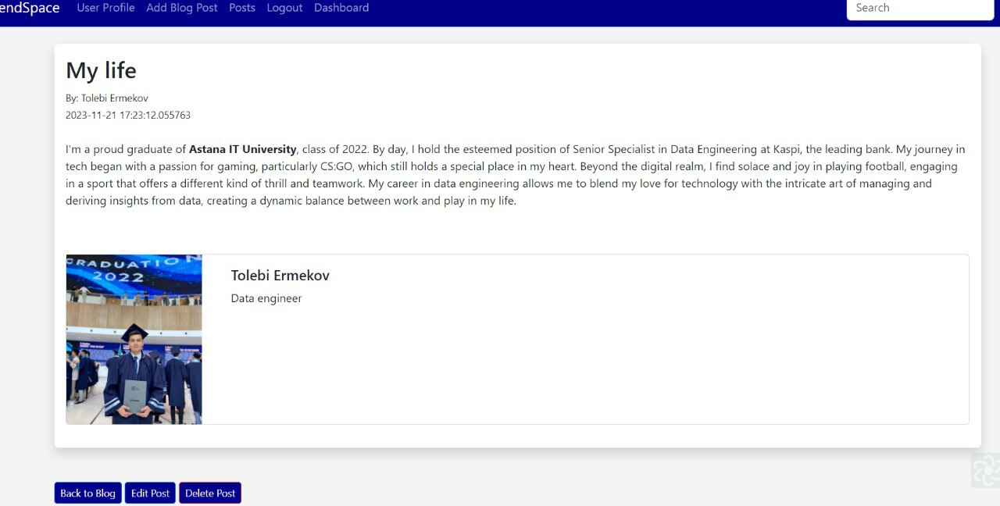 endSpace User Profile Add Blog Post Posts Logout Dashboard Search
My life
By: Tolebi Ermekov
2023-11-21 17:23:12.055763
I'm a proud graduate of Astana IT University, class of 2022. By day, I hold the esteemed position of Senior Specialist in Data Engineering at Kaspi, the leading bank. My journey in
tech began with a passion for gaming, particularly CS:GO, which still holds a special place in my heart. Beyond the digital realm, I find solace and joy in playing football, engaging
in a sport that offers a different kind of thrill and teamwork. My career in data engineering allows me to blend my love for technology with the intricate art of managing and
deriving insights from data, creating a dynamic balance between work and play in my life.
GRADUATION
2022
Tolebi Ermekov
Data engineer
Back to Blog Edit Post Delete Post